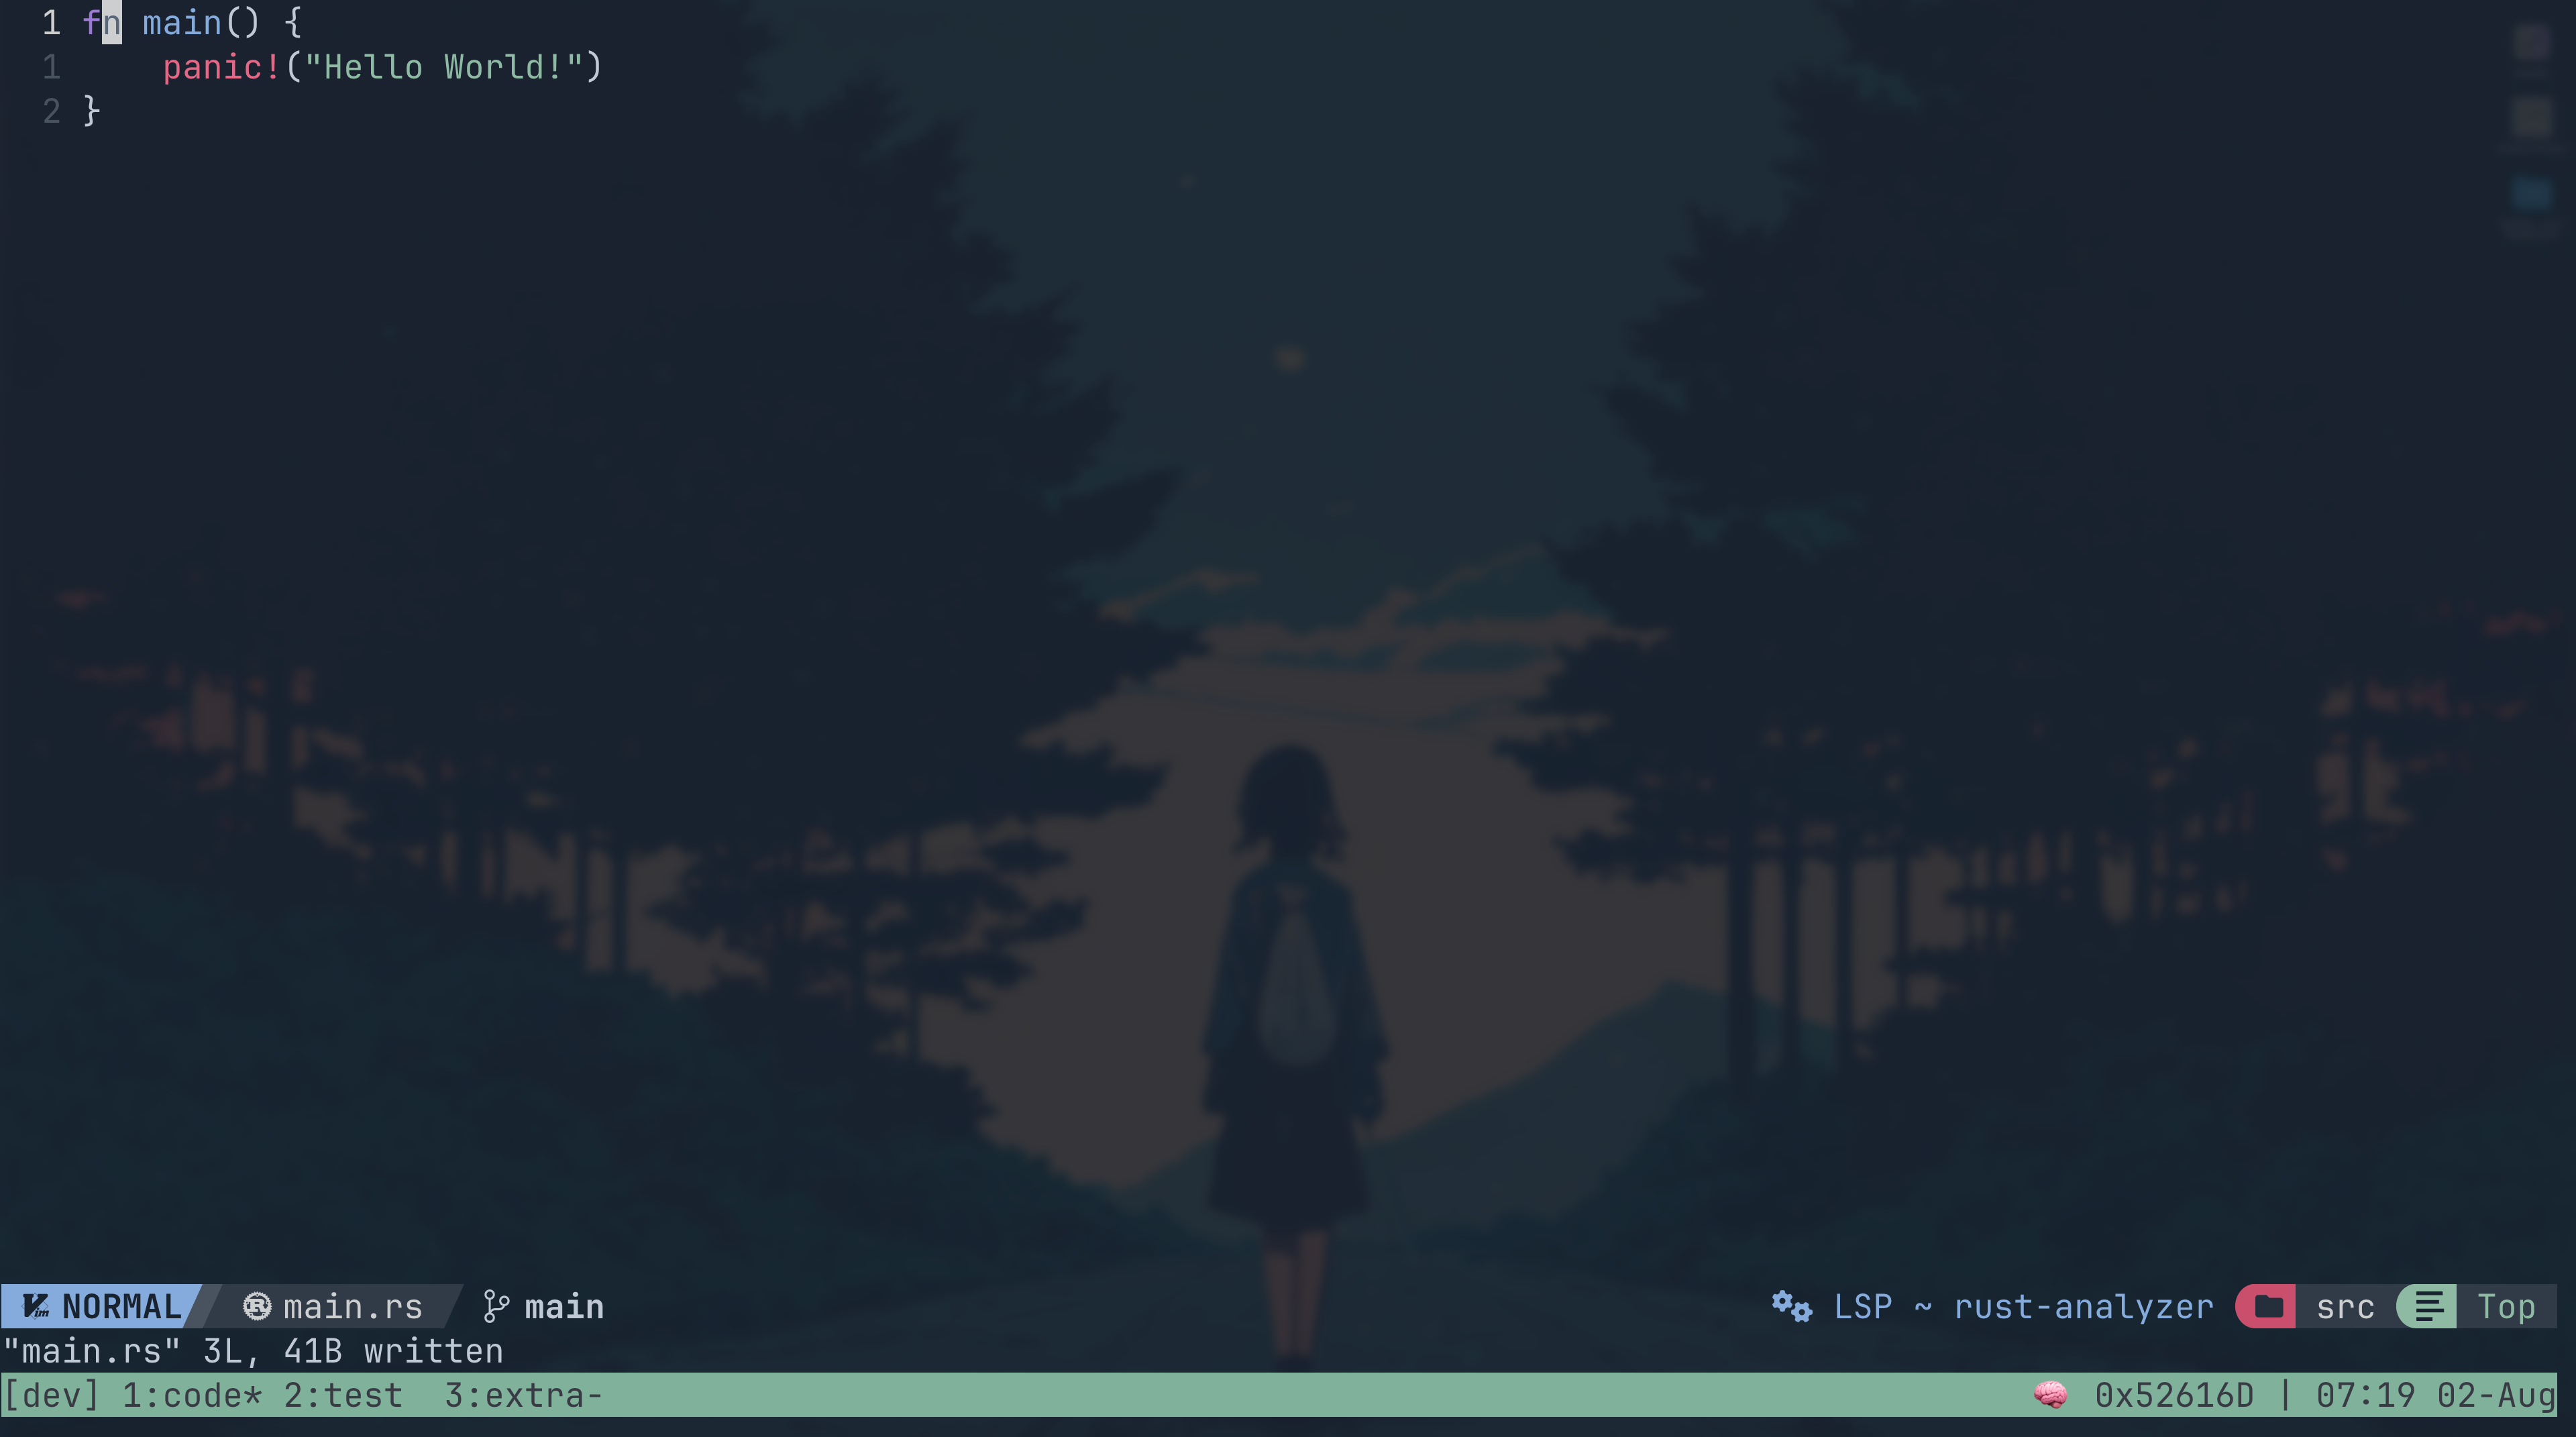 1 fn main() {
1     panic!("Hello World!")
2 }
NORMAL main.rs main LSP ~ rust-analyzer src Top
"main.rs" 3L, 41B written
[dev] 1:code* 2:test  3:extra- 🧠 0x52616D | 07:19 02-Aug